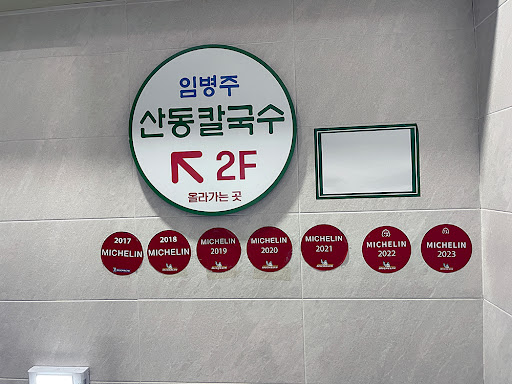 임병주
산동칼국수
2F
올라가는 곳
2017
MICHELIN
2018
MICHELIN
MICHELIN
2019
MICHELIN
2020
MICHELIN
2021
MICHELIN
2022
MICHELIN
2023